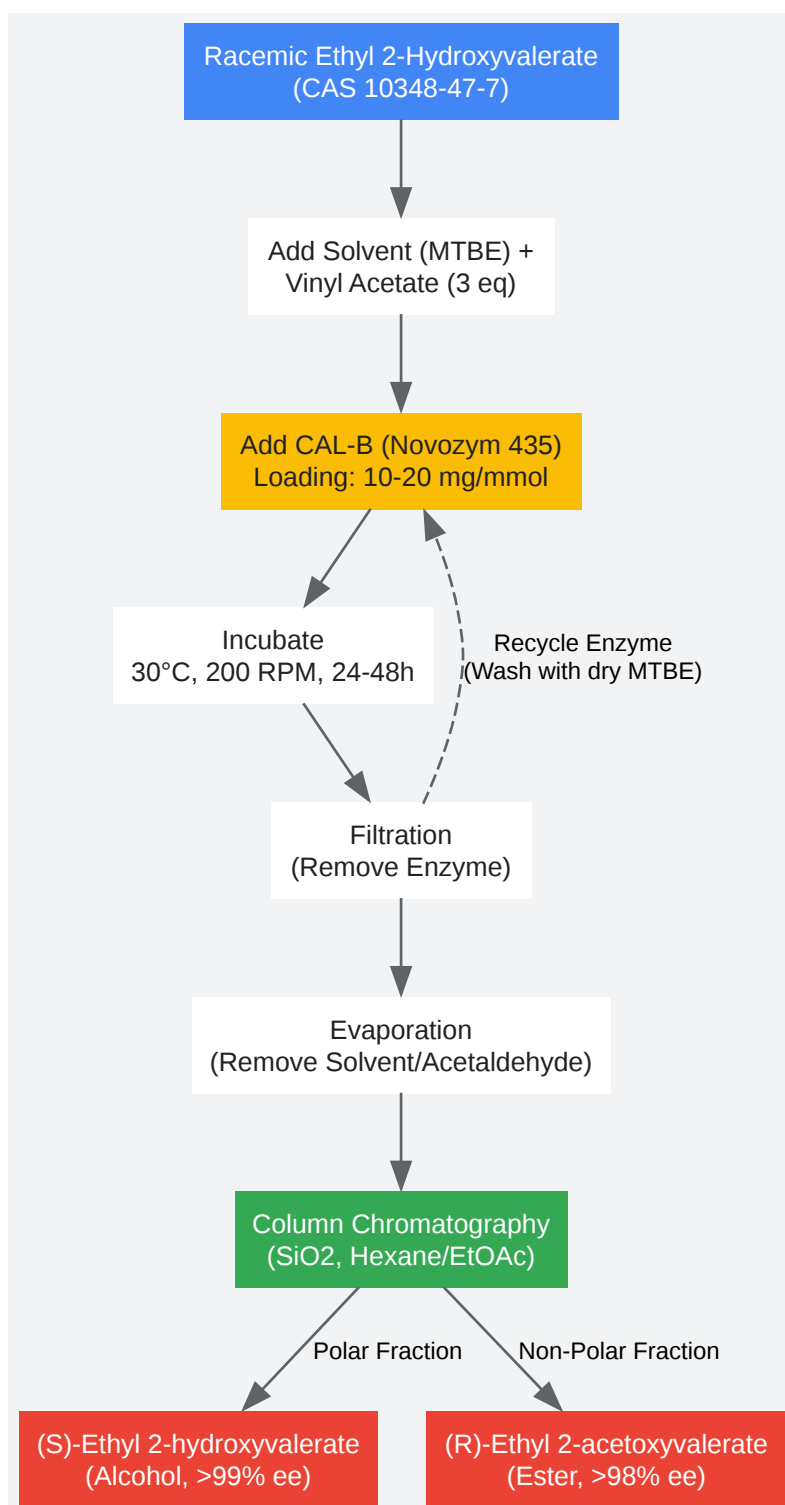 Racemic Ethyl 2-Hydroxyvalerate
(CAS 10348-47-7)
Add Solvent (MTBE) +
Vinyl Acetate (3 eq)
Add CAL-B (Novozym 435)
Loading: 10-20 mg/mmol
Incubate
30°C, 200 RPM, 24-48h
Recycle Enzyme
(Wash with dry MTBE)
Filtration
(Remove Enzyme)
Evaporation
(Remove Solvent/Acetaldehyde)
Column Chromatography
(SiO2, Hexane/EtOAc)
Polar Fraction
Non-Polar Fraction
(S)-Ethyl 2-hydroxyvalerate
(Alcohol, >99% ee)
(R)-Ethyl 2-acetoxyvalerate
(Ester, >98% ee)